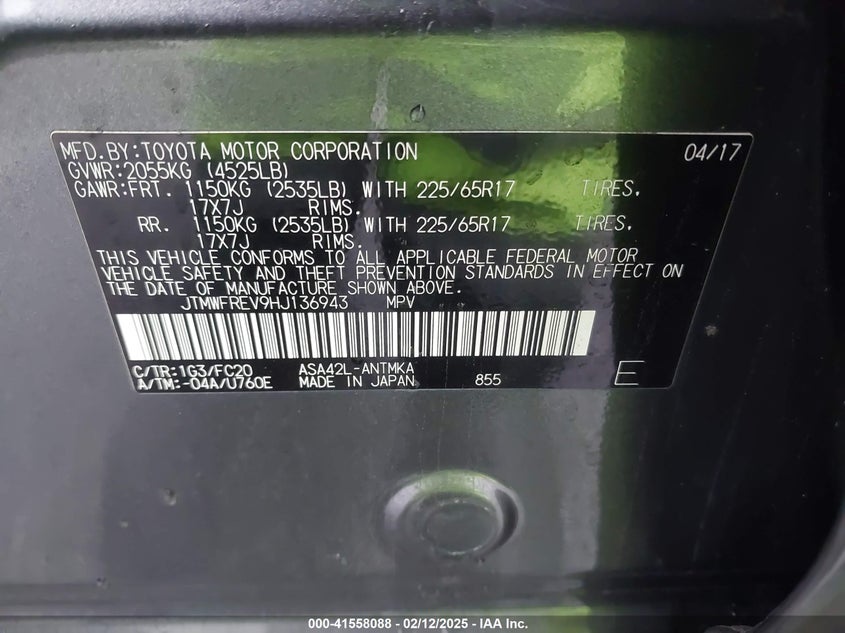 MFD.BY:TOYOTA MOTOR CORPORATION 04/17
GVWR:2055KG (4525LB)
GAWR:FRT. 1150KG (2535LB) WITH 225/65R17 TIRES,
17X7J RIMS.
RR. 1150KG (2535LB) WITH 225/65R17 TIRES,
17X7J RIMS.
THIS VEHICLE CONFORMS TO ALL APPLICABLE FEDERAL MOTOR
VEHICLE SAFETY AND THEFT PREVENTION STANDARDS IN EFFECT ON
THE DATE OF MANUFACTURE SHOWN ABOVE.
JTMWFREV9HJ136943 MPV
C/TR:1G3/FC20 ASA42L-ANTMKA
A/TM:-04A/U760E MADE IN JAPAN 855 E
000-41558088 - 02/12/2025 - IAA Inc.